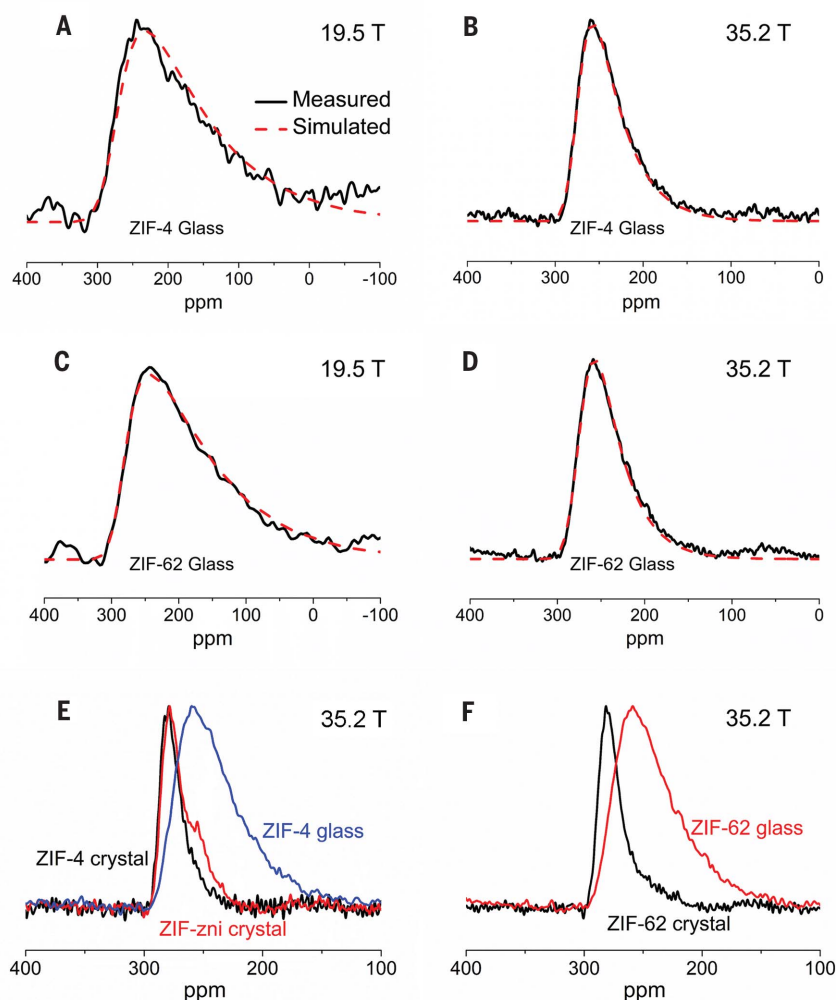 A
19.5 T
Measured
Simulated
ZIF-4 Glass
400 300 200 100 0 -100
ppm
B
35.2 T
ZIF-4 Glass
400 300 200 100 0
ppm
C
19.5 T
ZIF-62 Glass
400 300 200 100 0 -100
ppm
D
35.2 T
ZIF-62 Glass
400 300 200 100 0
ppm
E
35.2 T
ZIF-4 glass
ZIF-4 crystal
ZIF-zni crystal
400 300 200 100
ppm
F
35.2 T
ZIF-62 glass
ZIF-62 crystal
400 300 200 100
ppm